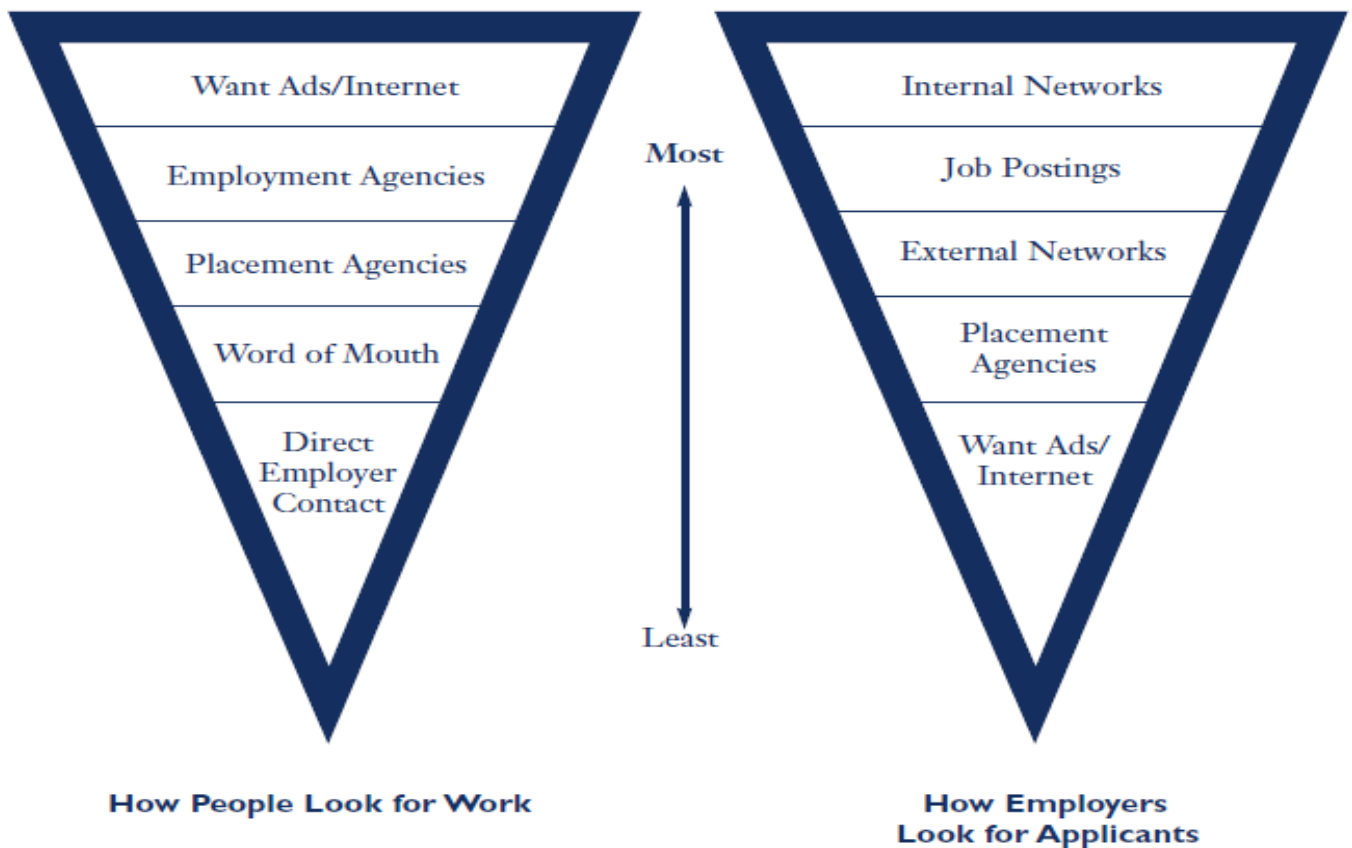 Want Ads/Internet
Employment Agencies
Placement Agencies
Word of Mouth
Direct
Employer
Contact
Most
Least
Internal Networks
Job Postings
External Networks
Placement
Agencies
Want Ads/
Internet
How People Look for Work
How Employers
Look for Applicants